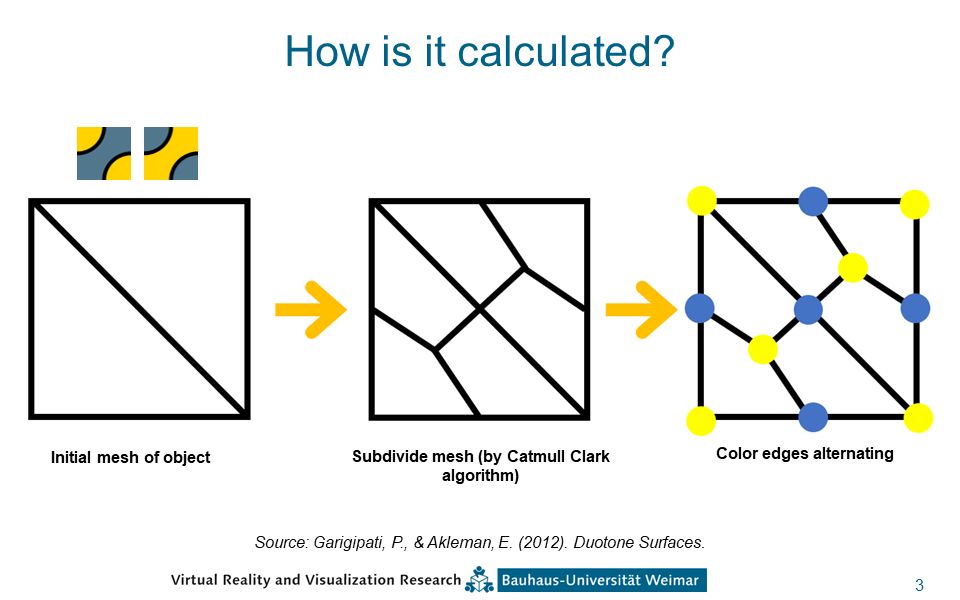 How is it calculated?
Initial mesh of object
Subdivide mesh (by Catmull Clark
algorithm)
Color edges alternating
Source: Garigipati, P., & Akleman, E. (2012). Duotone Surfaces.
Virtual Reality and Visualization Research Bauhaus-Universität Weimar
3